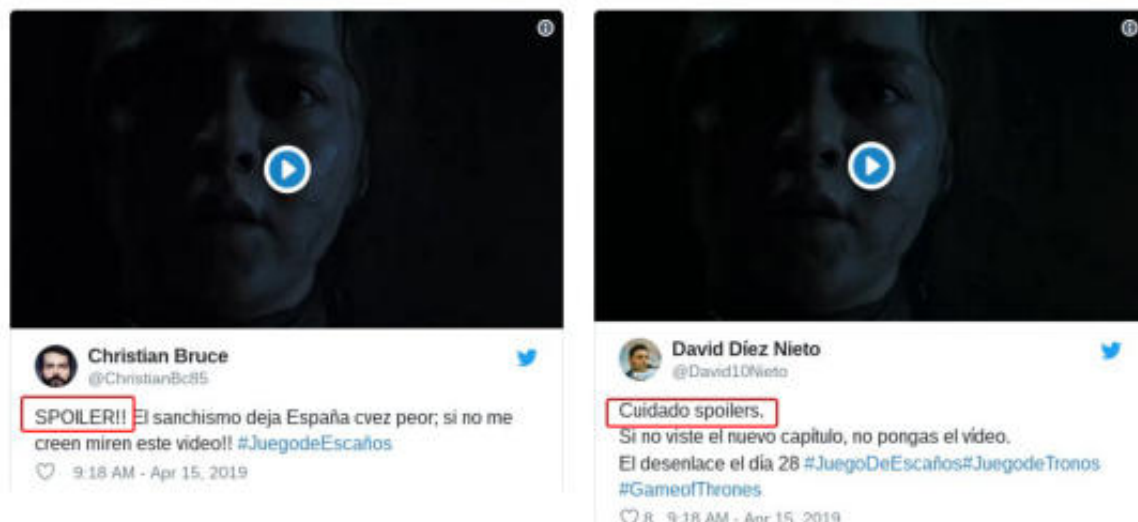 Christian Bruce
@ChristianBc85
SPOILER!! El sanchismo deja España cvez peor; si no me
creen miren este video!! #JuegodeEscaños
9:18 AM - Apr 15, 2019
David Díez Nieto
@David10Nieto
Cuidado spoilers.
Si no viste el nuevo capítulo, no pongas el vídeo.
El desenlace el día 28 #JuegoDeEscaños#JuegodeTronos
#GameofThrones
8 9:18 AM - Apr 15, 2019